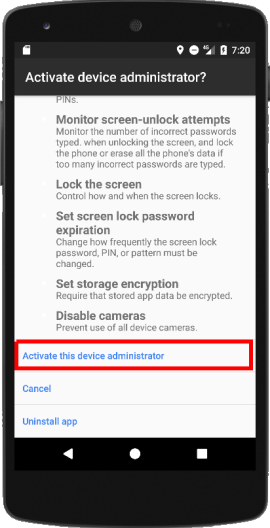 7:20
Activate device administrator?
PINs.
Monitor screen-unlock attempts
Monitor the number of incorrect passwords
typed. when unlocking the screen, and lock
the phone or erase all the phone's data if
too many incorrect passwords are typed.
Lock the screen
Control how and when the screen locks.
Set screen lock password
expiration
Change how frequently the screen lock
password, PIN, or pattern must be
changed.
Set storage encryption
Require that stored app data be encrypted.
Disable cameras
Prevent use of all device cameras.
Activate this device administrator
Cancel
Uninstall app